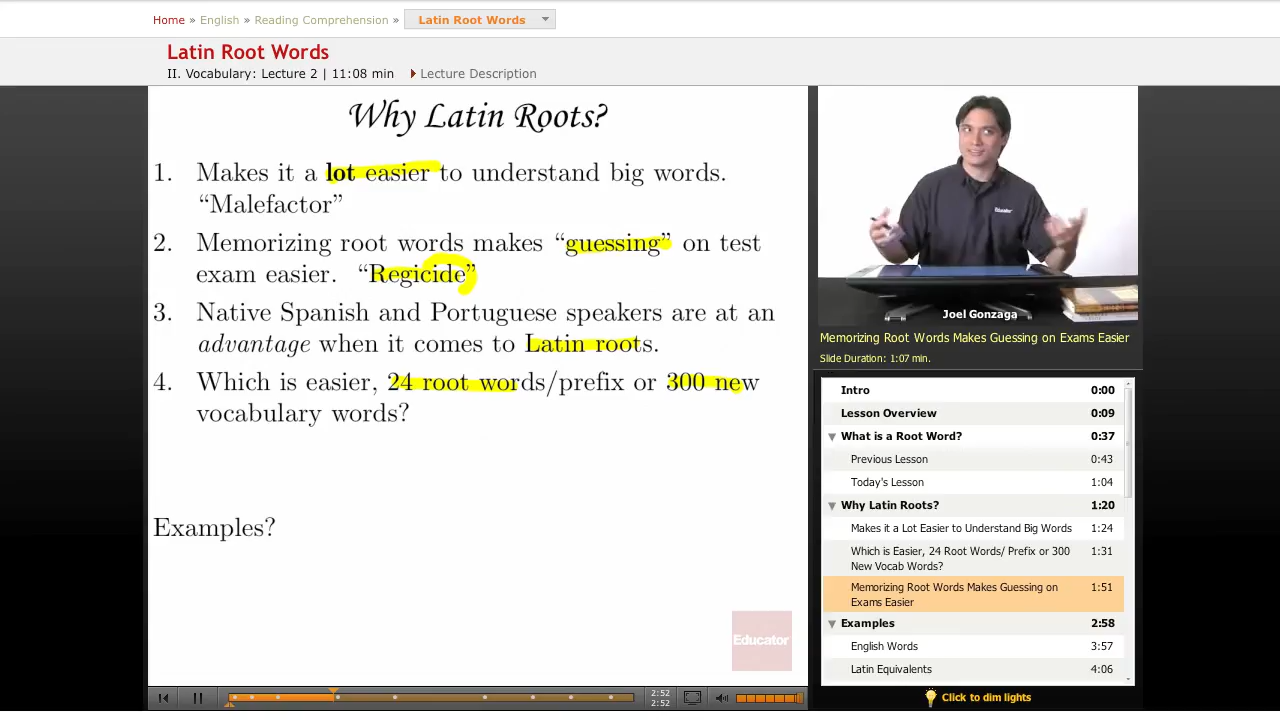 Home » English » Reading Comprehension » Latin Root Words
Latin Root Words
II. Vocabulary: Lecture 2 | 11:08 min Lecture Description
Why Latin Roots?
1. Makes it a lot easier to understand big words.
“Malefactor”
2. Memorizing root words makes “guessing” on test
exam easier. “Regicide”
3. Native Spanish and Portuguese speakers are at an
advantage when it comes to Latin roots.
4. Which is easier, 24 root words/prefix or 300 new
vocabulary words?
Examples?
Educator
2:52
2:52
Educator
Joel Gonzaga
Memorizing Root Words Makes Guessing on Exams Easier
Slide Duration: 1:07 min.
Intro 0:00
Lesson Overview 0:09
What is a Root Word? 0:37
Previous Lesson 0:43
Today's Lesson 1:04
Why Latin Roots? 1:20
Makes it a Lot Easier to Understand Big Words 1:24
Which is Easier, 24 Root Words/ Prefix or 300 1:31
New Vocab Words?
Memorizing Root Words Makes Guessing on 1:51
Exams Easier
Examples 2:58
English Words 3:57
Latin Equivalents 4:06
Click to dim lights